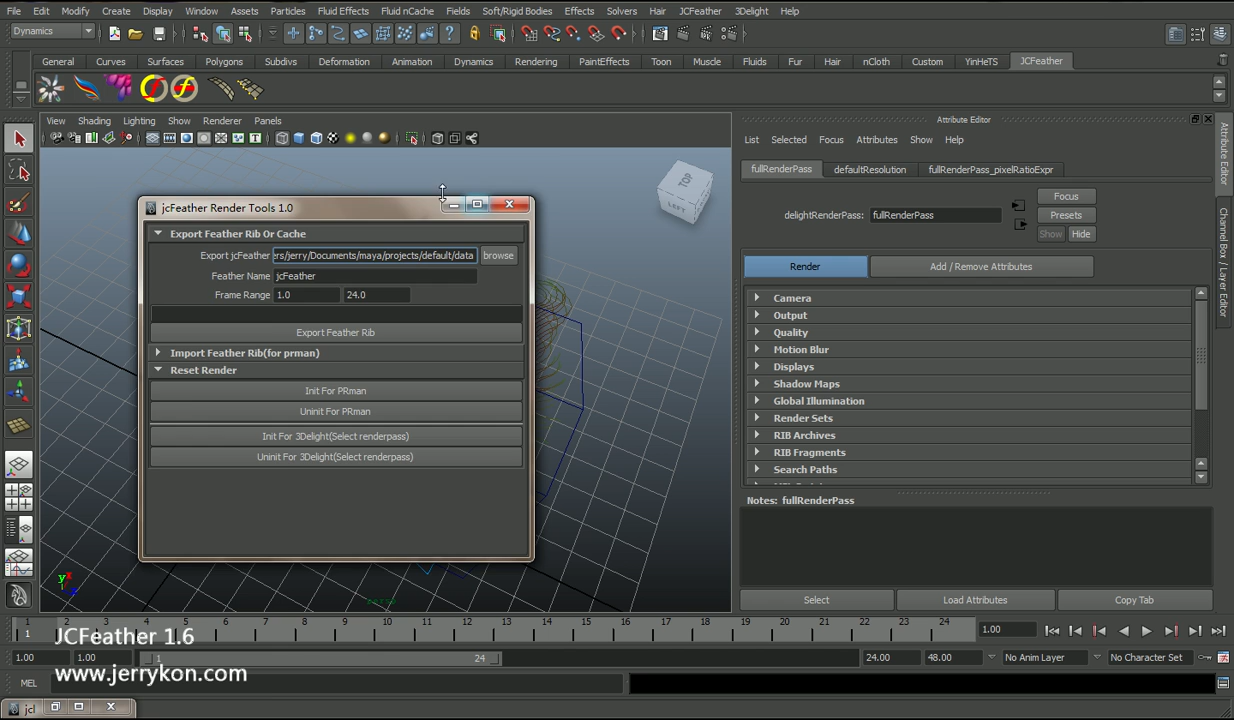 File Edit Modify Create Display Window Assets Particles Fluid Effects Fluid nCache Fields Soft/Rigid Bodies Effects Solvers Hair JCFeather 3Delight Help
Dynamics
General Curves Surfaces Polygons Subdivs Deformation Animation Dynamics Rendering PaintEffects Toon Muscle Fluids Fur Hair nCloth Custom YinHeTS JCFeather
View Shading Lighting Show Renderer Panels
Attribute Editor
List Selected Focus Attributes Show Help
fullRenderPass defaultResolution fullRenderPass_pixelRatioExpr
delightRenderPass: fullRenderPass
Focus
Presets
Show Hide
Render Add / Remove Attributes
Camera
Output
Quality
Motion Blur
Displays
Shadow Maps
Global Illumination
Render Sets
RIB Archives
RIB Fragments
Search Paths
Notes: fullRenderPass
Select Load Attributes Copy Tab
Attribute Editor
Channel Box / Layer Editor
TOP
LEFT
jcFeather Render Tools 1.0
Export Feather Rib Or Cache
Export jcFeather ers/jerry/Documents/maya/projects/default/data browse
Feather Name jcFeather
Frame Range 1.0 24.0
Export Feather Rib
Import Feather Rib(for prman)
Reset Render
Init For PRman
Uninit For PRman
Init For 3Delight(Select renderpass)
Uninit For 3Delight(Select renderpass)
y x
persp
1 2 3 4 5 6 7 8 9 10 11 12 13 14 15 16 17 18 19 20 21 22 23 24
1 1.00
JCFeather 1.6
1.00 1.00 1 24 24.00 48.00 No Anim Layer No Character Set
www.jerrykon.com
MEL
jcl